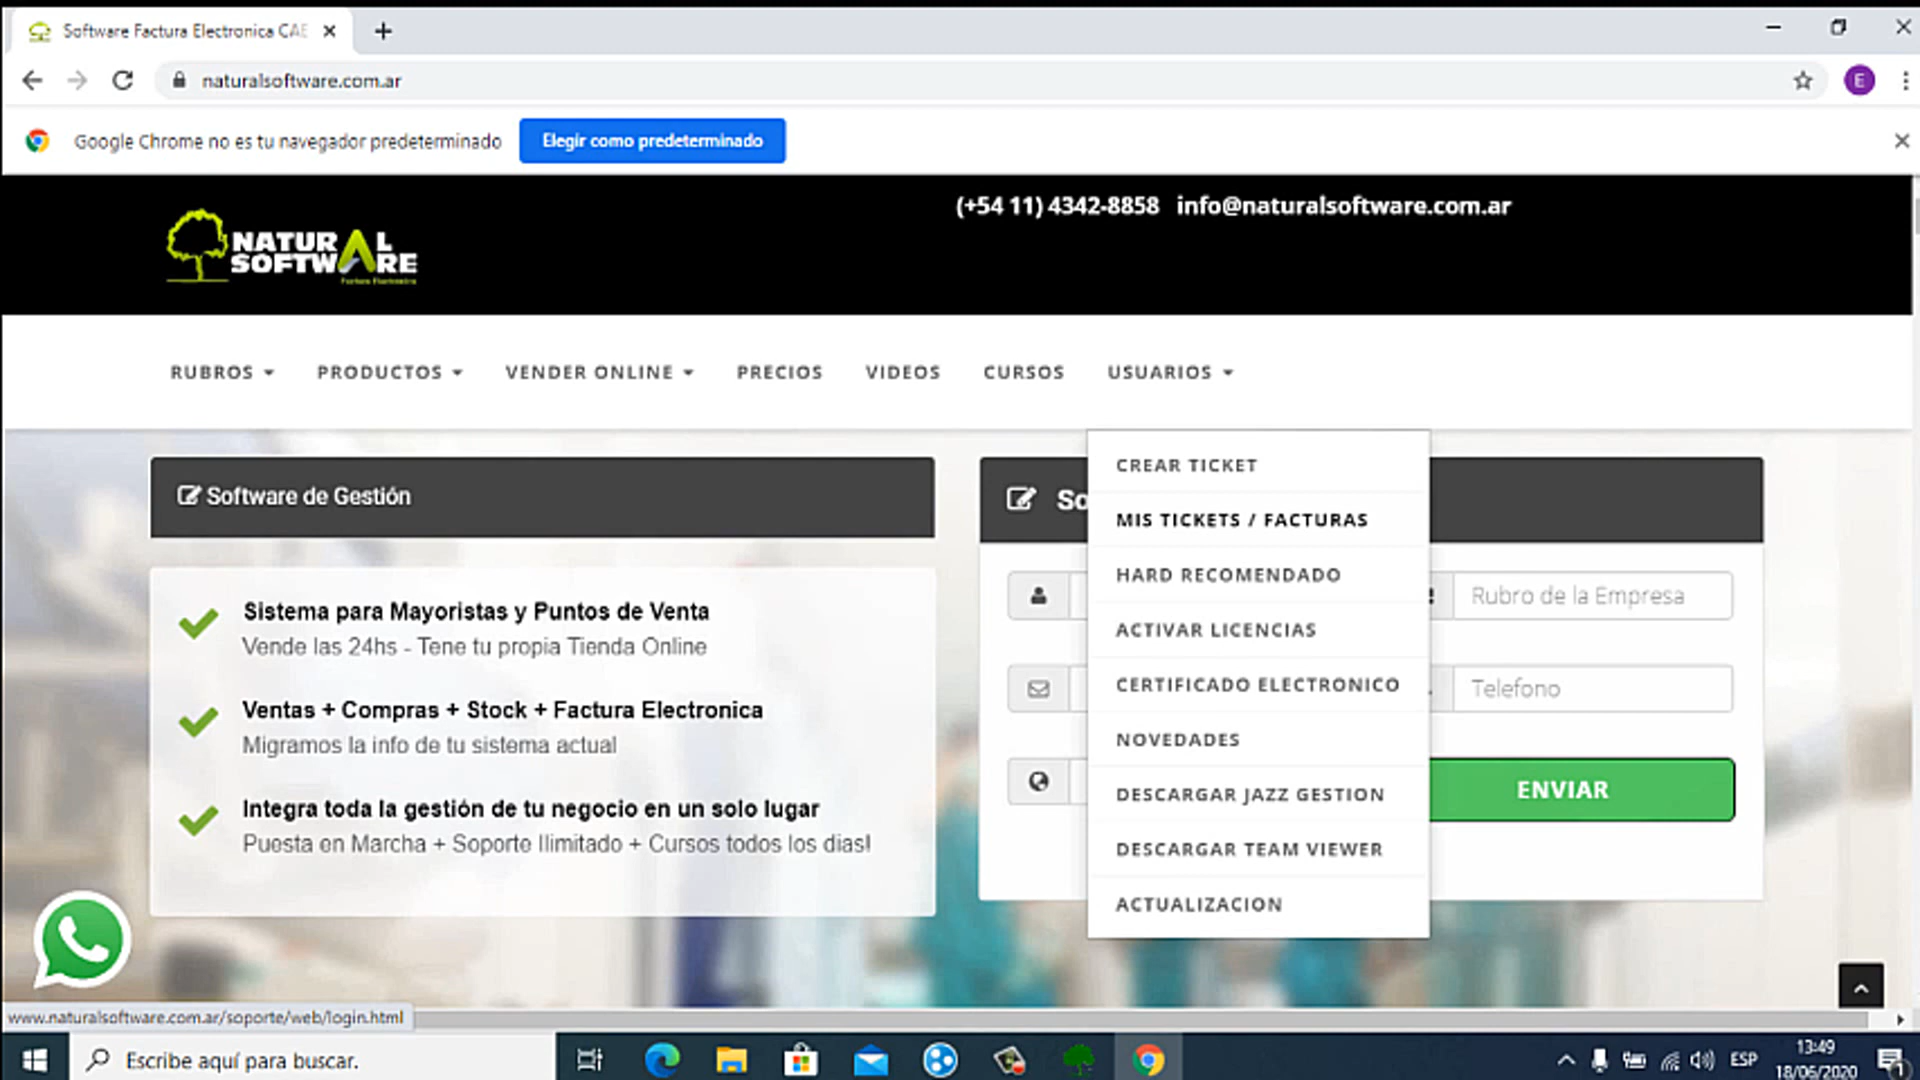 Software Factura Electronica CAE
naturalsoftware.com.ar
E
Google Chrome no es tu navegador predeterminado
Elegir como predeterminado
(+54 11) 4342-8858 info@naturalsoftware.com.ar
NATURAL
SOFTWARE
Factura Electronica
RUBROS PRODUCTOS VENDER ONLINE PRECIOS VIDEOS CURSOS USUARIOS
Software de Gestión
Sistema para Mayoristas y Puntos de Venta
Vende las 24hs - Tene tu propia Tienda Online
Ventas + Compras + Stock + Factura Electronica
Migramos la info de tu sistema actual
Integra toda la gestión de tu negocio en un solo lugar
Puesta en Marcha + Soporte Ilimitado + Cursos todos los dias!
So
CREAR TICKET
MIS TICKETS / FACTURAS
HARD RECOMENDADO
ACTIVAR LICENCIAS
CERTIFICADO ELECTRONICO
NOVEDADES
DESCARGAR JAZZ GESTION
DESCARGAR TEAM VIEWER
ACTUALIZACION
Rubro de la Empresa
Telefono
ENVIAR
www.naturalsoftware.com.ar/soporte/web/login.html
Escribe aquí para buscar.
ESP
13:49
18/06/2020
1